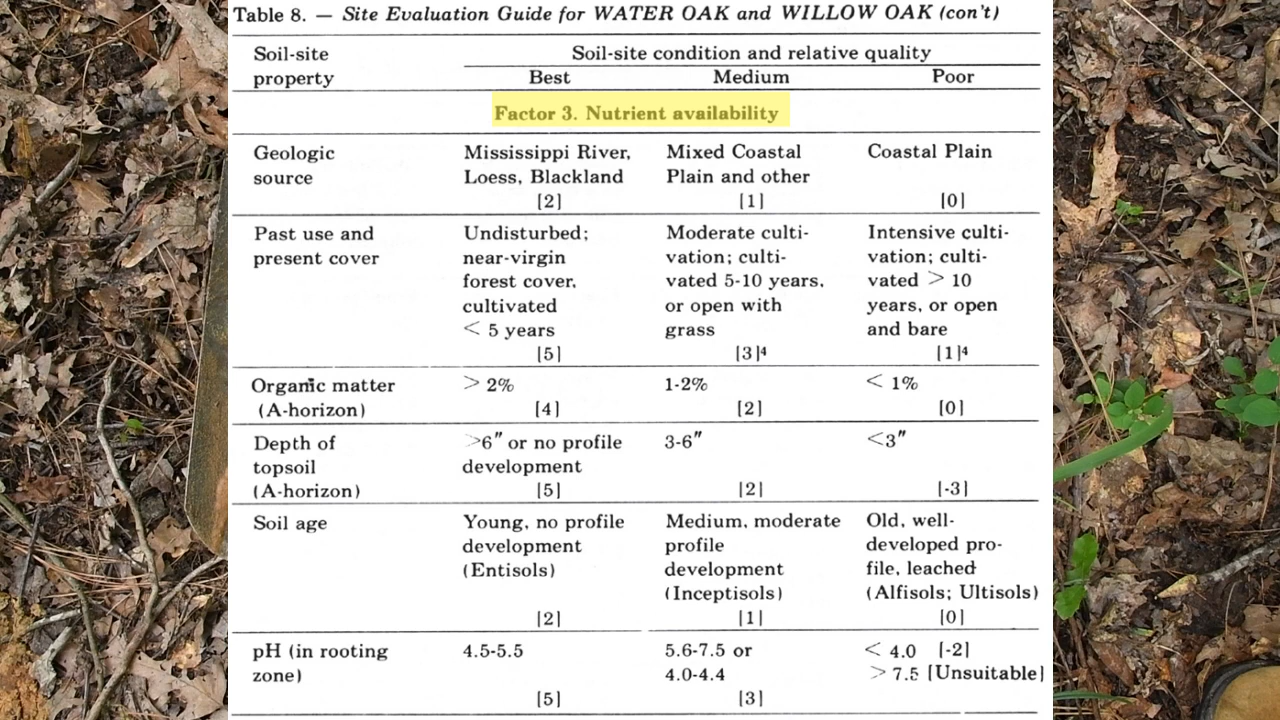 Table 8. — Site Evaluation Guide for WATER OAK and WILLOW OAK (con't)
Soil-site property
Soil-site condition and relative quality
Best Medium Poor
Factor 3. Nutrient availability
Geologic source
Mississippi River,
Loess, Blackland
[2]
Mixed Coastal
Plain and other
[1]
Coastal Plain
[0]
Past use and
present cover
Undisturbed;
near-virgin
forest cover,
cultivated
< 5 years
[5]
Moderate culti-
vation; culti-
vated 5-10 years,
or open with
grass
[3]⁴
Intensive culti-
vation; culti-
vated > 10
years, or open
and bare
[1]⁴
Organic matter
(A-horizon)
> 2%
[4]
1-2%
[2]
< 1%
[0]
Depth of
topsoil
(A-horizon)
>6″ or no profile
development
[5]
3-6″
[2]
<3″
[-3]
Soil age
Young, no profile
development
(Entisols)
[2]
Medium, moderate
profile
development
(Inceptisols)
[1]
Old, well-
developed pro-
file, leached
(Alfisols; Ultisols)
[0]
pH (in rooting
zone)
4.5-5.5
[5]
5.6-7.5 or
4.0-4.4
[3]
< 4.0 [-2]
> 7.5 [Unsuitable]